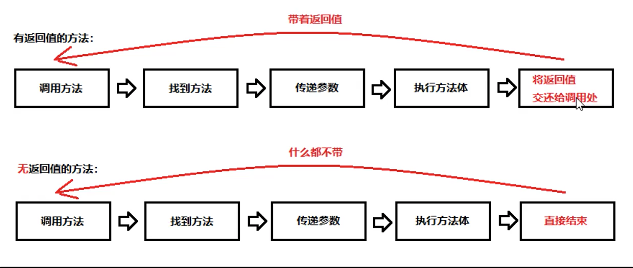 带着返回值
有返回值的方法：
调用方法
找到方法
传递参数
执行方法体
将返回值
交还给调用处
什么都不带
无返回值的方法：
调用方法
找到方法
传递参数
执行方法体
直接结束